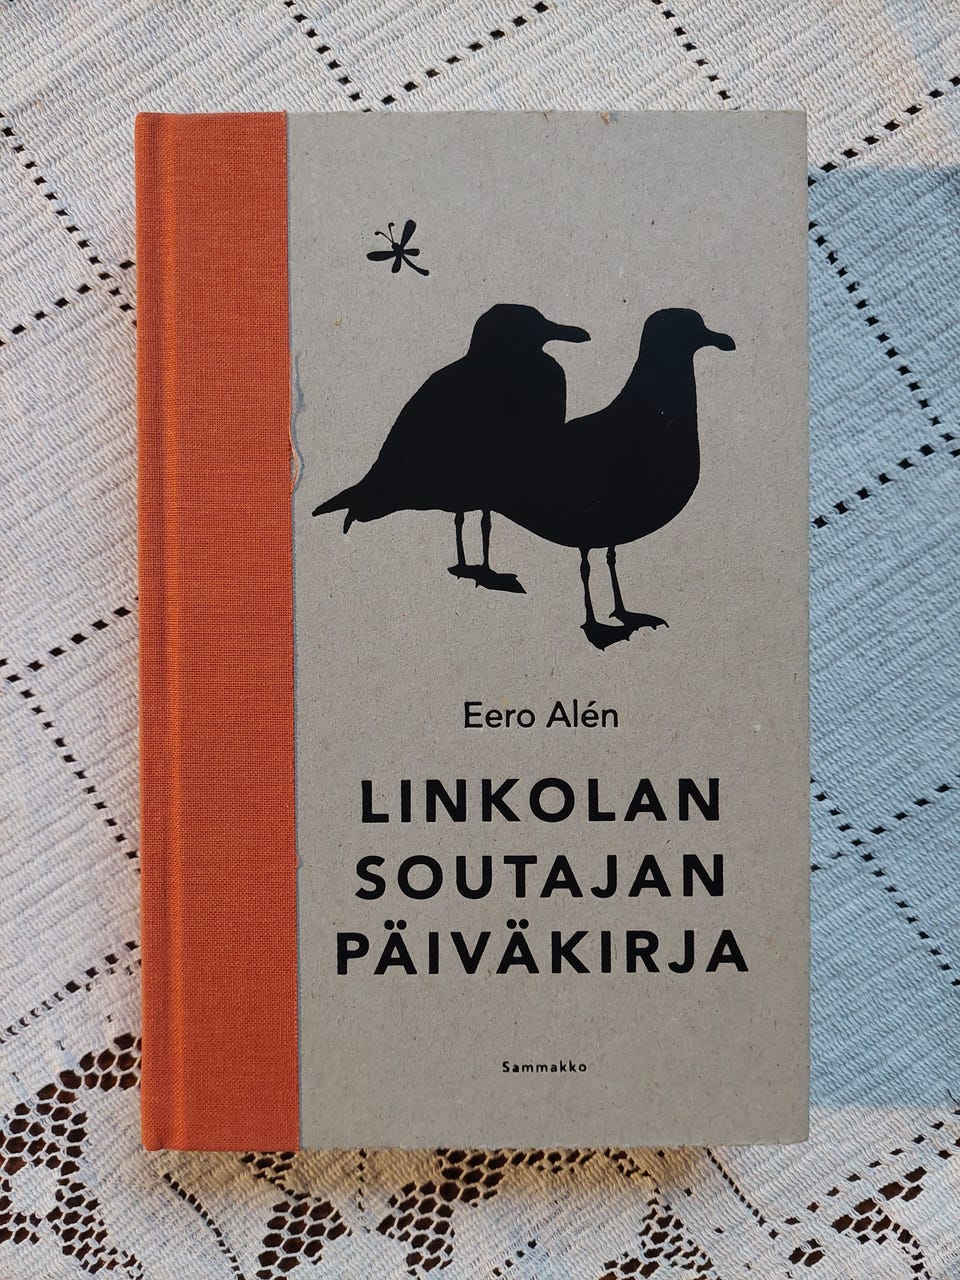 Eero Alén
LINKOLAN
SOUTAJAN
PÄIVÄKIRJA
Sammakko